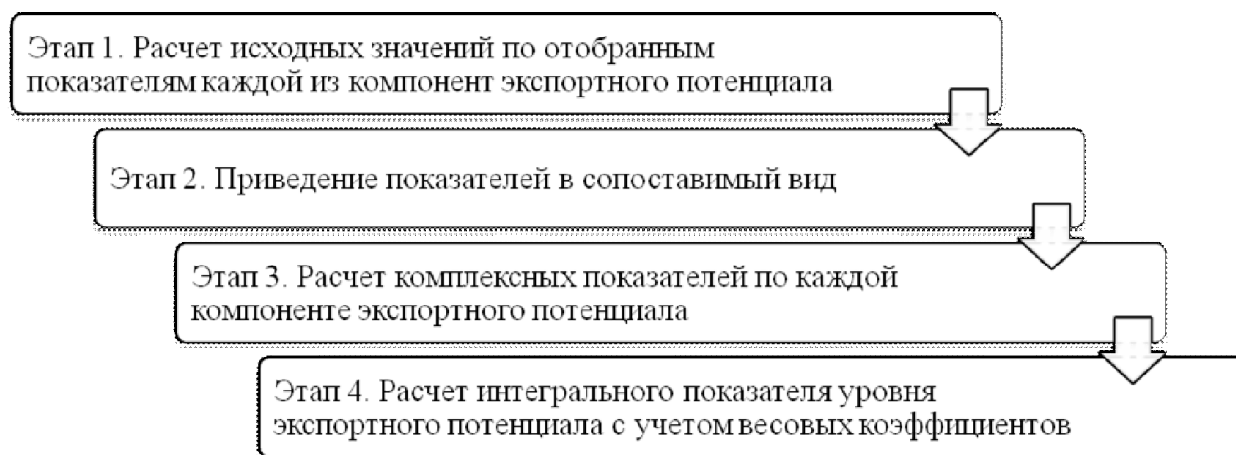 Этап 1. Расчет исходных значений по отобранным
показателям каждой из компонент экспортного потенциала
Этап 2. Приведение показателей в сопоставимый вид
Этап 3. Расчет комплексных показателей по каждой
компоненте экспортного потенциала
Этап 4. Расчет интегрального показателя уровня
экспортного потенциала с учетом весовых коэффициентов